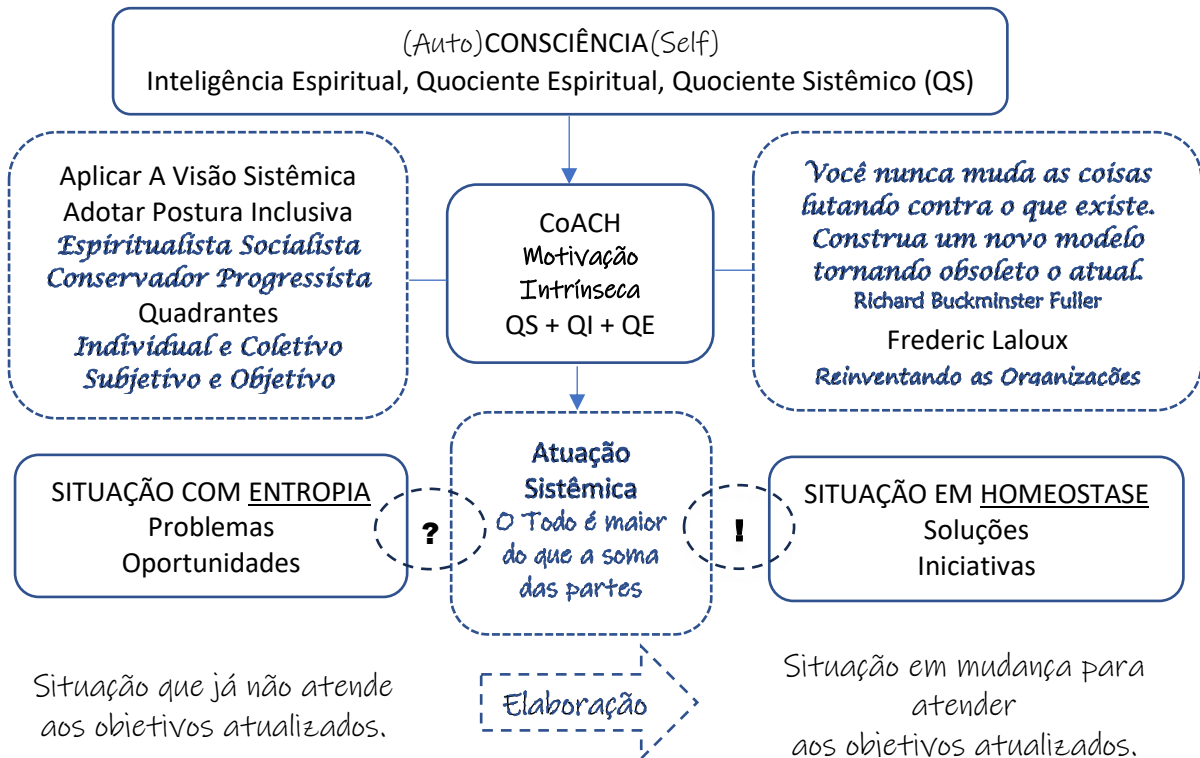 (Auto)CONSCIÊNCIA(Self)
Inteligência Espiritual, Quociente Espiritual, Quociente Sistêmico (QS)
Aplicar A Visão Sistêmica
Adotar Postura Inclusiva
Espiritualista Socialista
Conservador Progressista
Quadrantes
Individual e Coletivo
Subjetivo e Objetivo
CoACH
Motivação
Intrínseca
QS + QI + QE
Você nunca muda as coisas
lutando contra o que existe.
Construa um novo modelo
tornando obsoleto o atual.
Richard Buckminster Fuller
Frederic Laloux
Reinventando as Organizacões
SITUAÇÃO COM ENTROPIA
Problemas
Oportunidades
?
Atuação
Sistêmica
O Todo é maior
do que a soma
das partes
!
SITUAÇÃO EM HOMEOSTASE
Soluções
Iniciativas
Situação que já não atende
aos objetivos atualizados.
Elaboração
Situação em mudança para
atender
aos objetivos atualizados.